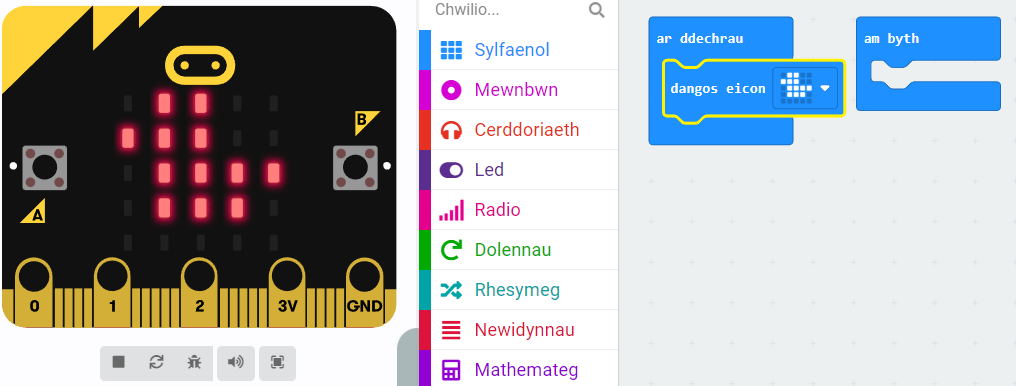 B
A
0 1 2 3V GND
Chwilio...
Sylfaenol
Mewnbwn
Cerddoriaeth
Led
Radio
Dolennau
Rhesymeg
Newidynnau
Mathemateg
ar ddechrau
dangos eicon
am byth